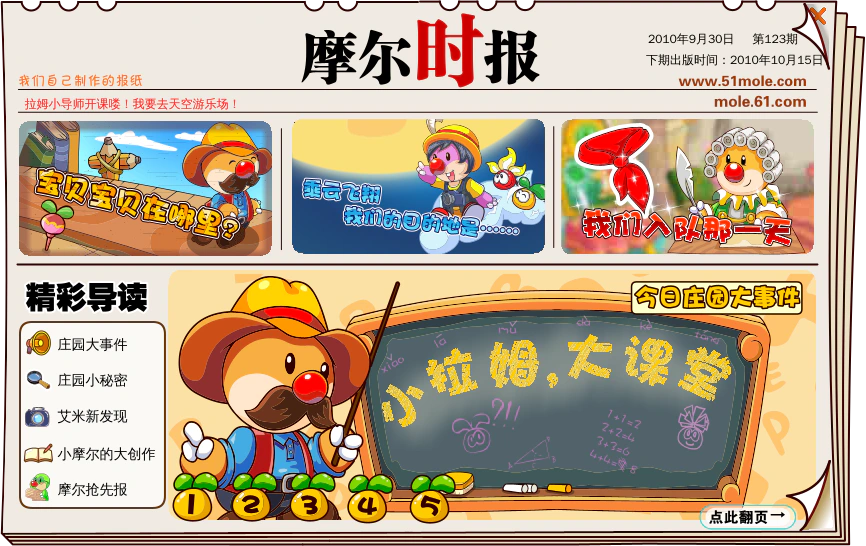 摩尔时报
2010年9月30日 第123期
下期出版时间：2010年10月15日
我们自己制作的报纸
www.51mole.com
拉姆小导师开课喽！我要去天空游乐场！
mole.61.com
宝贝宝贝在哪里？
乘云飞翔
我们的目的地是……
我们入队那一天
精彩导读
今日庄园大事件
庄园大事件
庄园小秘密
艾米新发现
小摩尔的大创作
摩尔抢先报
小拉姆,大课堂
?!!
1+1=2
2+2=4
1 2 3 4 5
点此翻页→